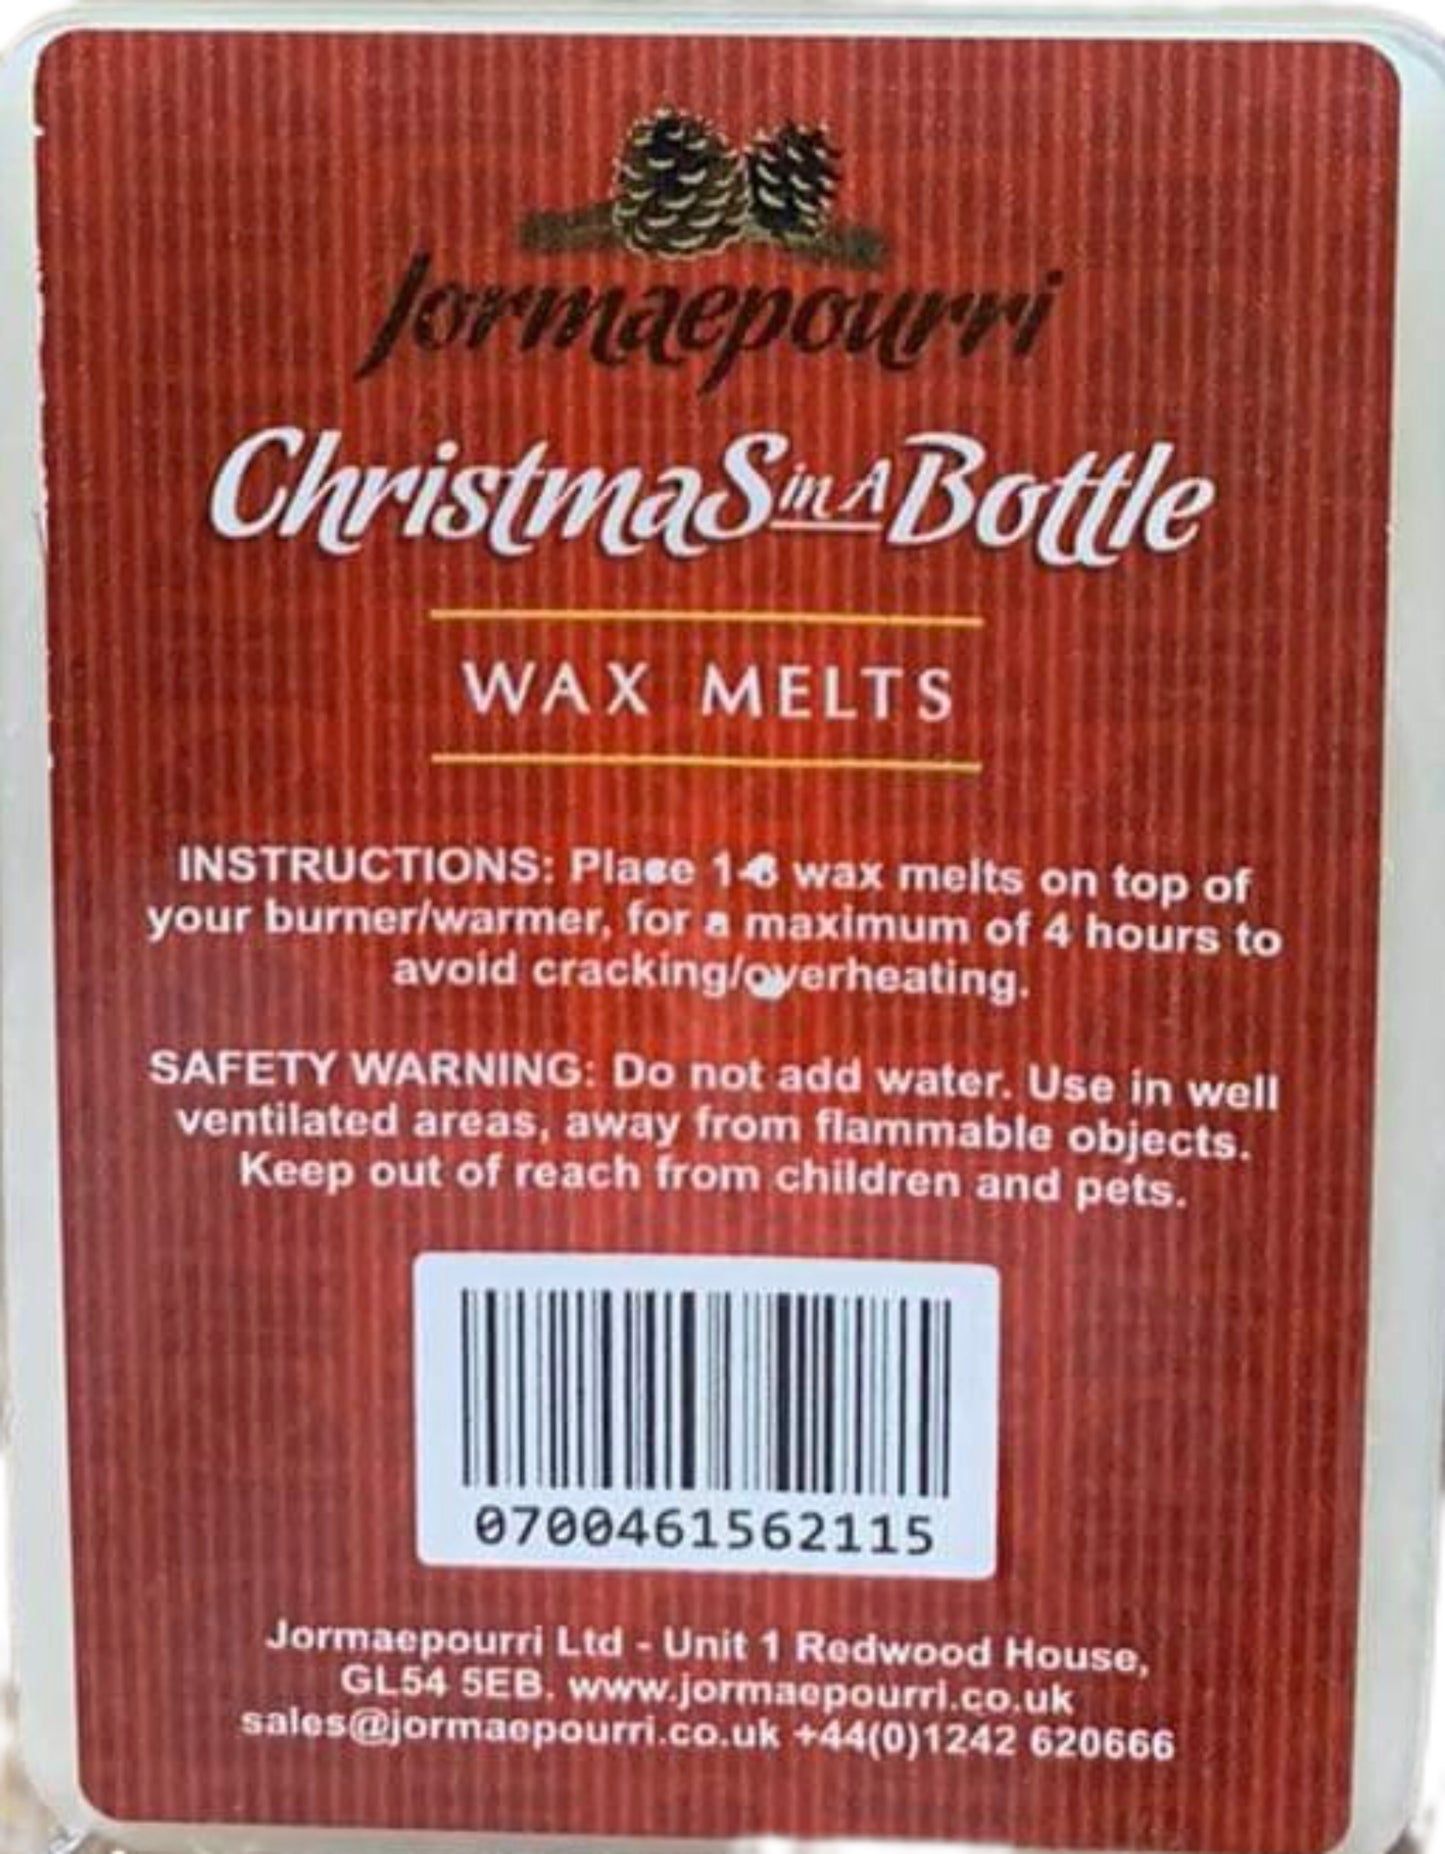 Jormaepourri
ChristmaS in A Bottle
WAX MELTS
INSTRUCTIONS: Place wax melts on top of
your burner/warmer, for a maximum of 4 hours to
avoid cracking/overheating.
SAFETY WARNING: Do not add water. Use in well
ventilated areas, away from flammable objects.
Keep out of reach from children and pets.
0700461562115
Jormaepourri Ltd - Unit 1 Redwood House,
GL54 5EB. www.jormaepourri.co.uk
sales@jormaepourri.co.uk +44(0)1242 620666